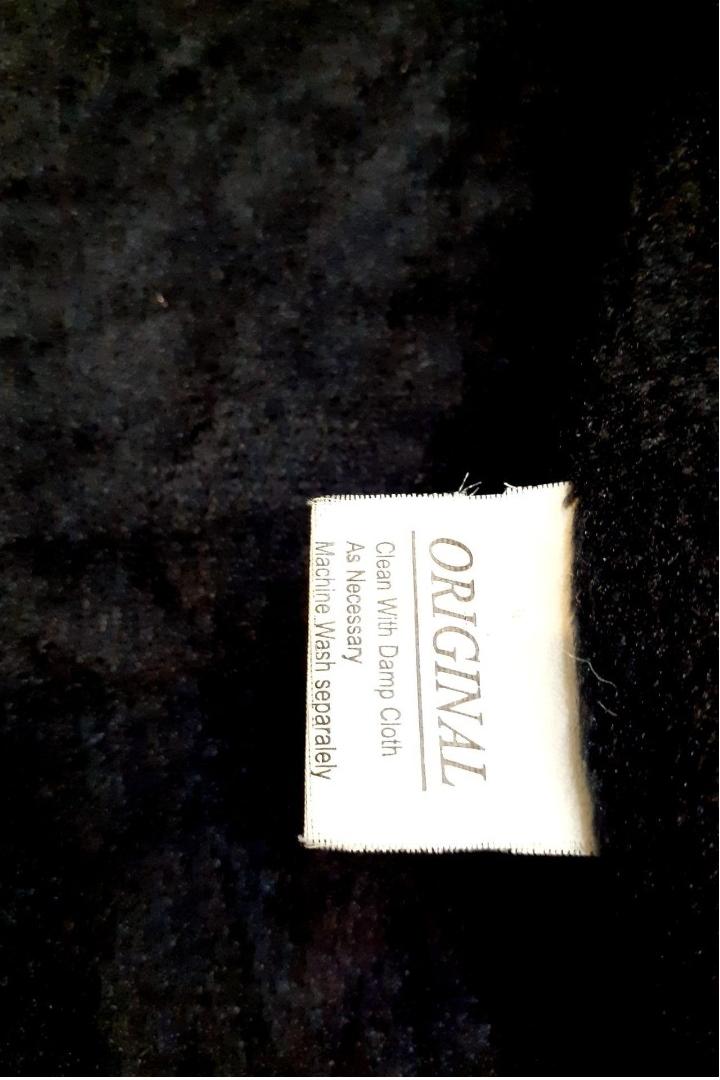 ORIGINAL
Clean With Damp Cloth
As Necessary
Machine Wash separalely